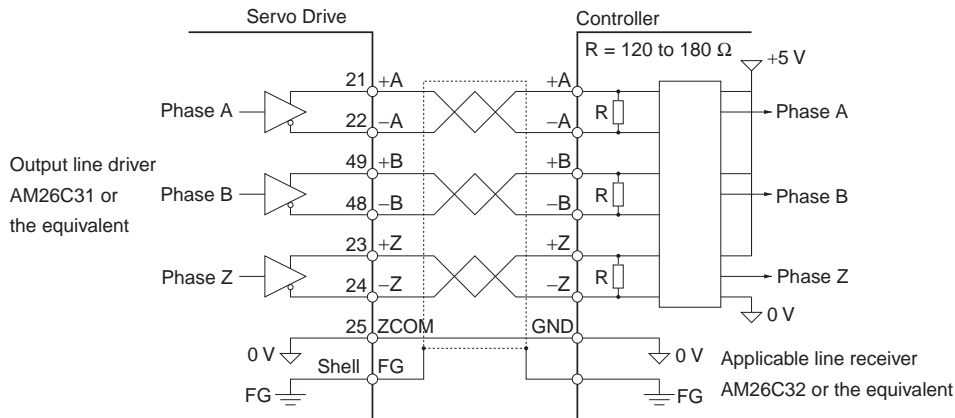 Servo Drive
Controller
R = 120 to 180 Ω
+5 V
21 +A
+A
Phase A
R
Phase A
22 −A
−A
Output line driver
AM26C31 or
the equivalent
49 +B
+B
Phase B
R
Phase B
48 −B
−B
23 +Z
+Z
Phase Z
R
Phase Z
24 −Z
−Z
0 V
25 ZCOM
GND
0 V
0 V
Shell FG
FG
FG
Applicable line receiver
AM26C32 or the equivalent